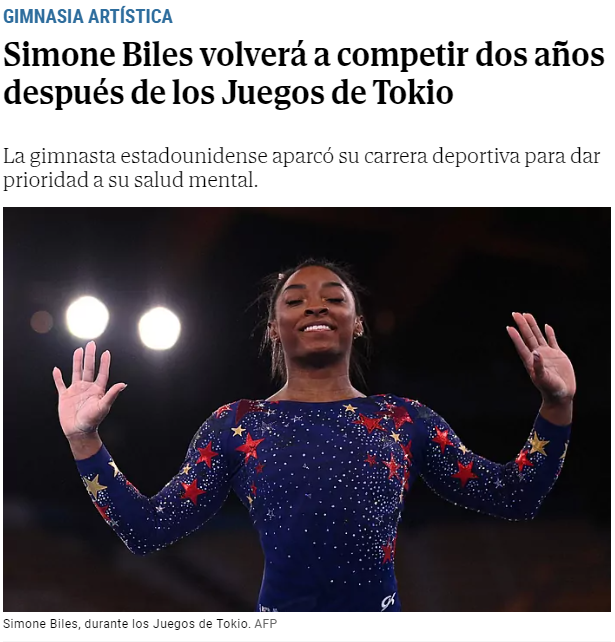 GIMNASIA ARTÍSTICA
Simone Biles volverá a competir dos años
después de los Juegos de Tokio
La gimnasta estadounidense aparcó su carrera deportiva para dar
prioridad a su salud mental.
GK
Simone Biles, durante los Juegos de Tokio. AFP